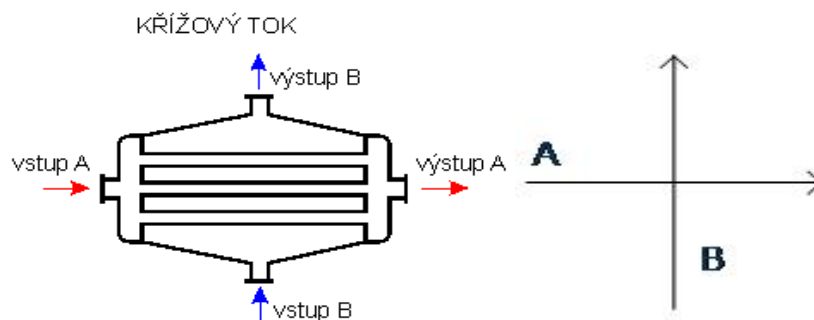 KŘÍŽOVÝ TOK
výstup B
vstup A
výstup A
vstup B
A
B